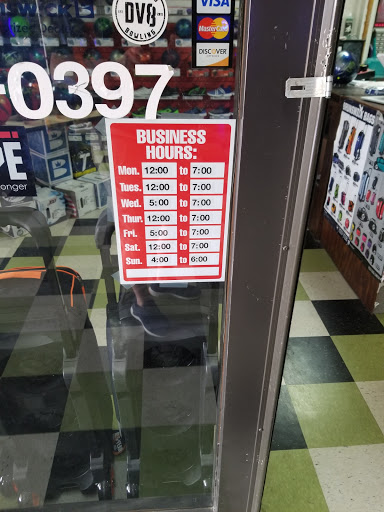 VISA
DV8
BOWLING
MasterCard
DISCOVER
-0397
BUSINESS
HOURS:
Mon. 12:00 to 7:00
Tues. 12:00 to 7:00
Wed. 5:00 to 7:00
Thur. 12:00 to 7:00
Fri. 5:00 to 7:00
Sat. 12:00 to 7:00
Sun. 4:00 to 6:00
PE
onger